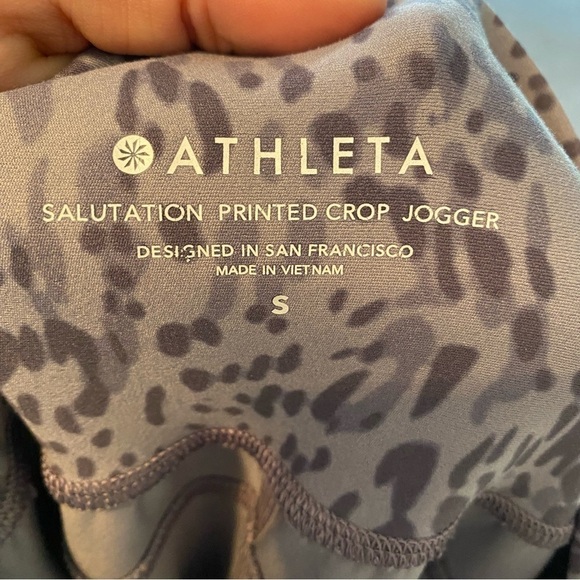 ATHLETA
SALUTATION PRINTED CROP JOGGER
DESIGNED IN SAN FRANCISCO
MADE IN VIETNAM
S